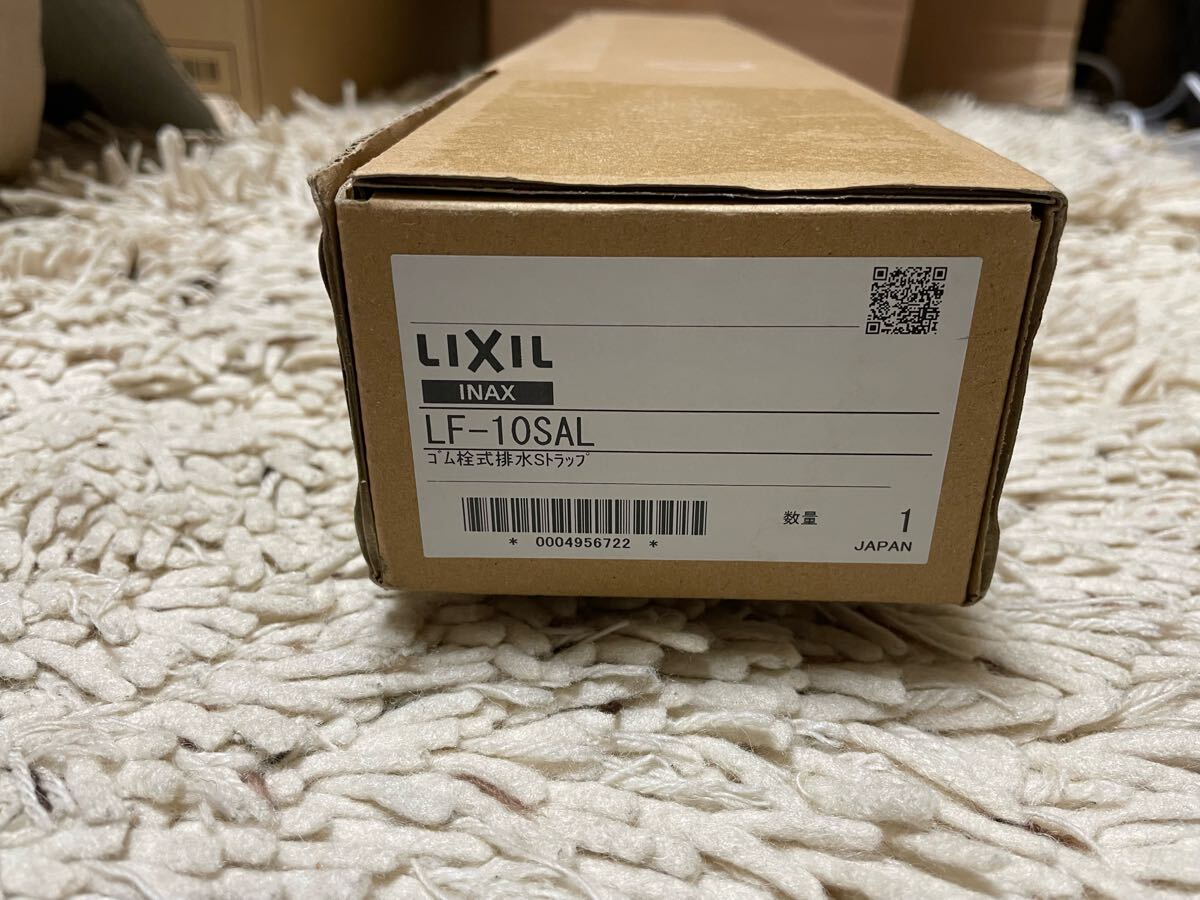 LIXIL
INAX
LF-10SAL
ｺﾞﾑ栓式排水Sﾄﾗｯﾌﾟ
* 0004956722 *
数量 1
JAPAN